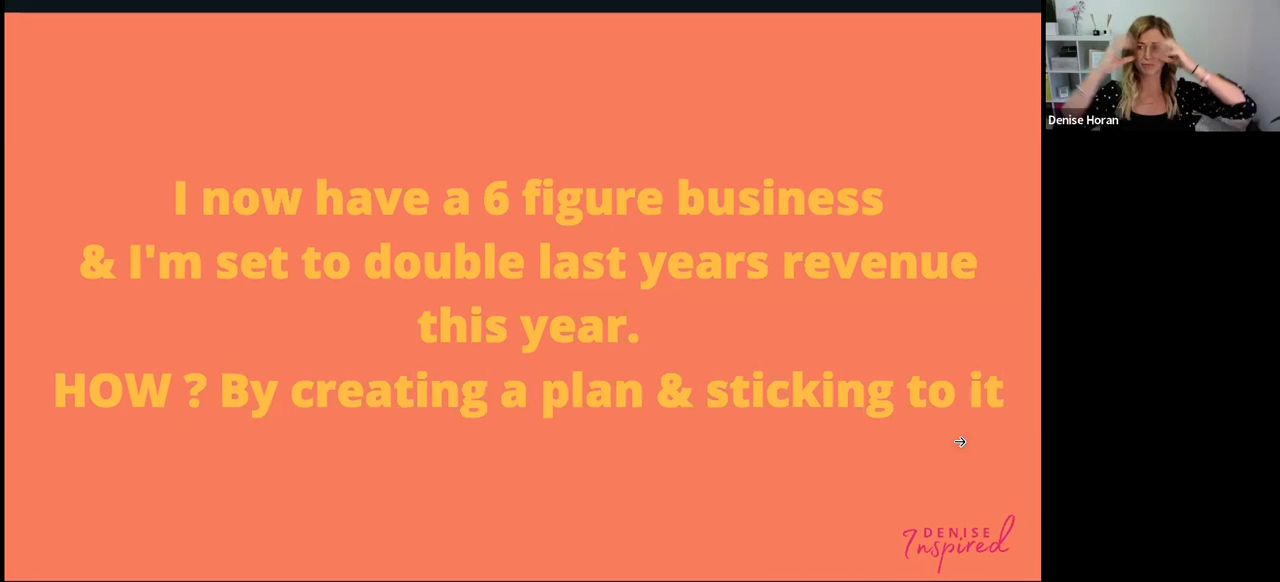 I now have a 6 figure business
& I'm set to double last years revenue
this year.
HOW ? By creating a plan & sticking to it
DENISE
Inspired
Denise Horan